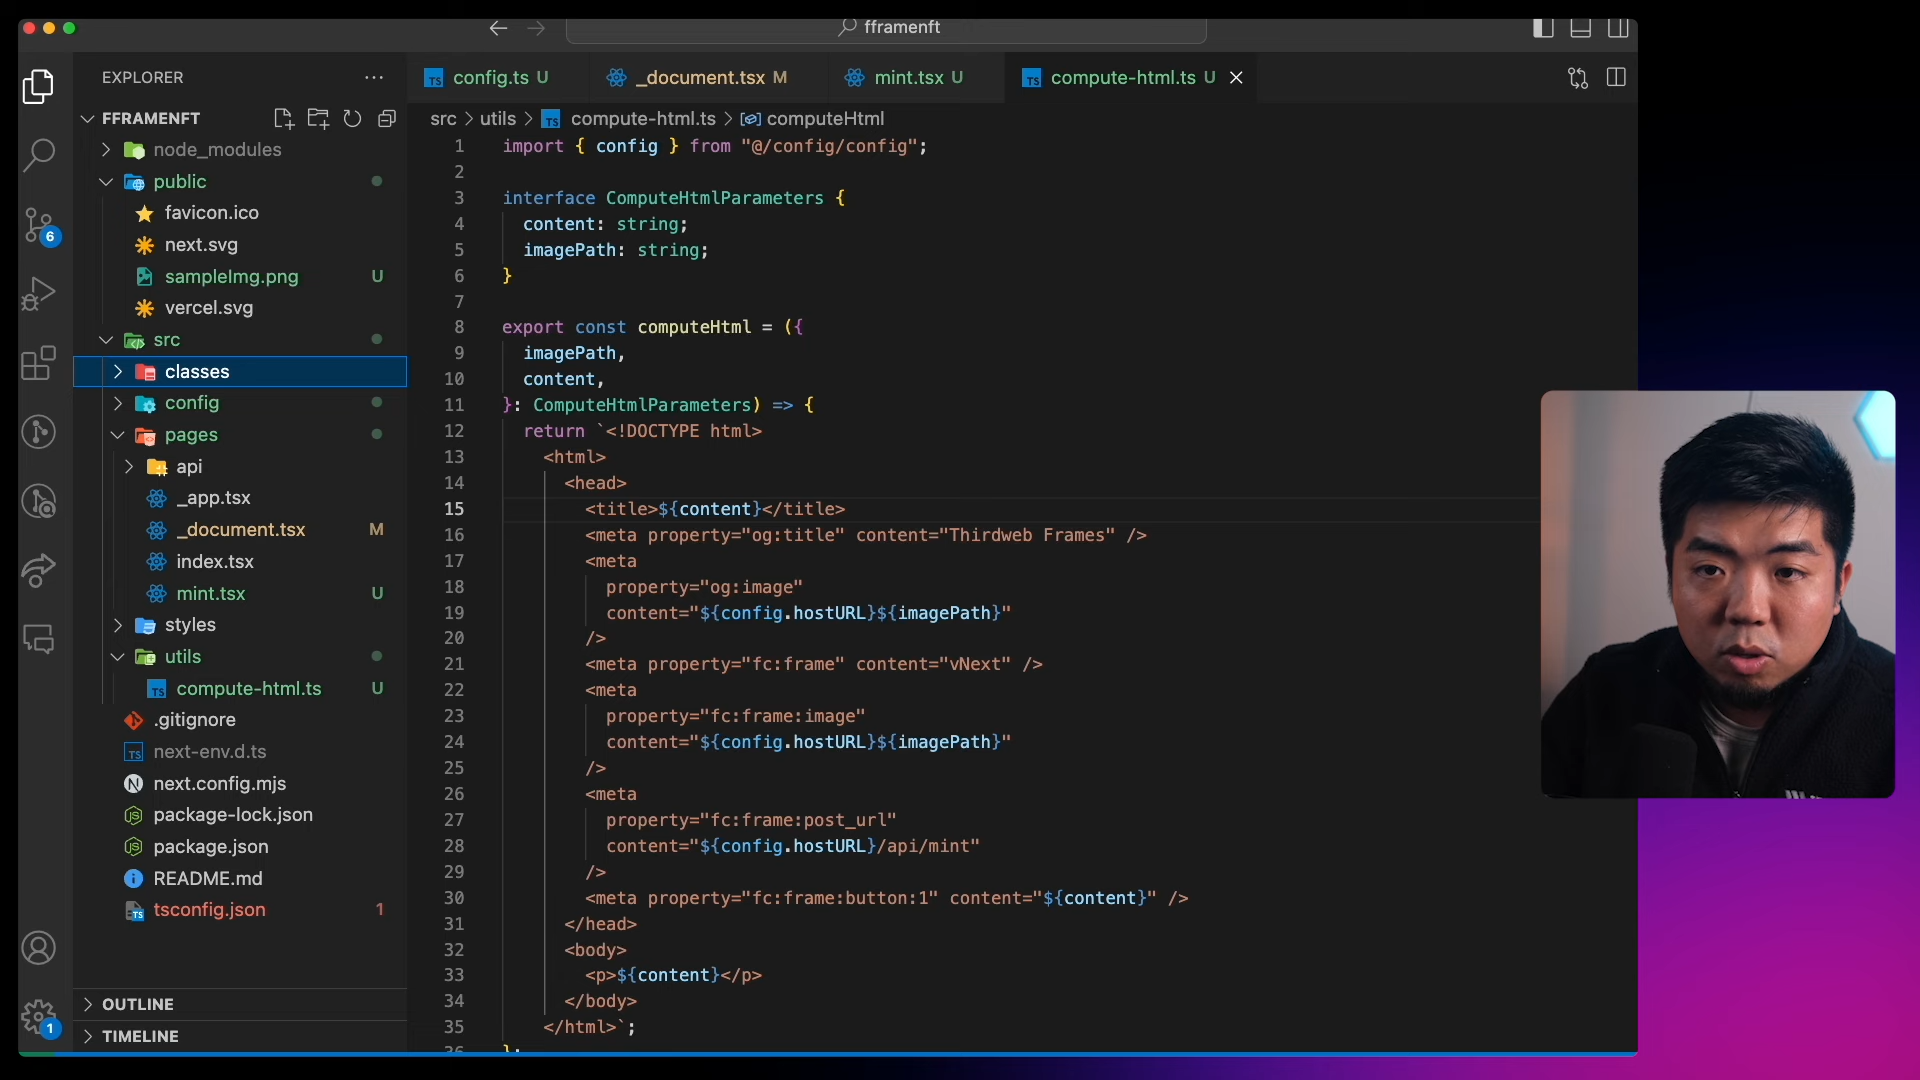 fframenft
EXPLORER
config.ts U
_document.tsx M
mint.tsx U
compute-html.ts U
FFRAMENFT
node_modules
public
favicon.ico
next.svg
sampleImg.png U
vercel.svg
src
classes
config
pages
api
_app.tsx
_document.tsx M
index.tsx
mint.tsx U
styles
utils
compute-html.ts U
.gitignore
next-env.d.ts
next.config.mjs
package-lock.json
package.json
README.md
tsconfig.json 1
OUTLINE
TIMELINE
6
1
src > utils > TS compute-html.ts > computeHtml
1 import { config } from "@/config/config";
2
3 interface ComputeHtmlParameters {
4 content: string;
5 imagePath: string;
6 }
7
8 export const computeHtml = ({
9 imagePath,
10 content,
11 }: ComputeHtmlParameters) => {
12 return `<!DOCTYPE html>
13 <html>
14 <head>
15 <title>${content}</title>
16 <meta property="og:title" content="Thirdweb Frames" />
17 <meta
18 property="og:image"
19 content="${config.hostURL}${imagePath}"
20 />
21 <meta property="fc:frame" content="vNext" />
22 <meta
23 property="fc:frame:image"
24 content="${config.hostURL}${imagePath}"
25 />
26 <meta
27 property="fc:frame:post_url"
28 content="${config.hostURL}/api/mint"
29 />
30 <meta property="fc:frame:button:1" content="${content}" />
31 </head>
32 <body>
33 <p>${content}</p>
34 </body>
35 </html>`;
36 };